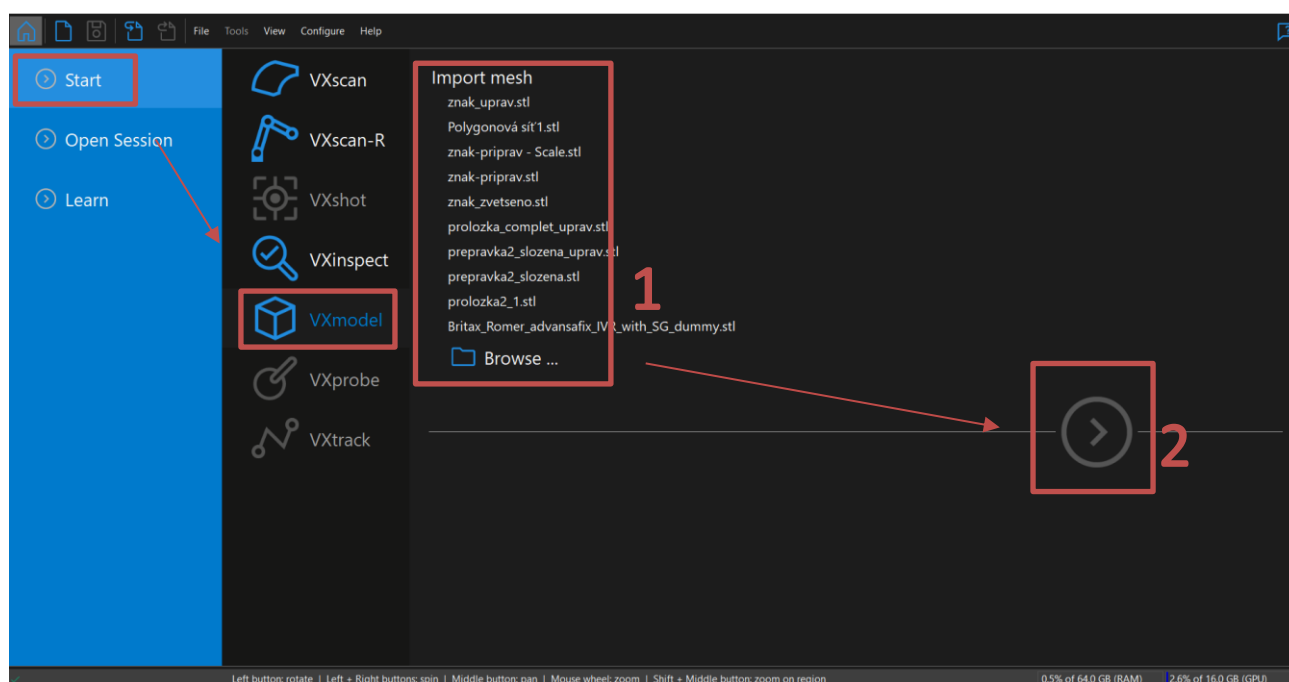 File Tools View Configure Help
Start
Open Session
Learn
VXscan
VXscan-R
VXshot
VXinspect
VXmodel
VXprobe
VXtrack
Import mesh
znak_uprav.stl
Polygonová síť1.stl
znak-priprav - Scale.stl
znak-priprav.stl
znak_zvetseno.stl
prolozka_complet_uprav.stl
prepravka2_slozena_uprav.stl
prepravka2_slozena.stl
prolozka2_1.stl
Britax_Romer_advansafix_IVR_with_SG_dummy.stl
Browse ...
1
2
Left button: rotate | Left + Right buttons: spin | Middle button: pan | Mouse wheel: zoom | Shift + Middle button: zoom on region
0.5% of 64.0 GB (RAM) 2.6% of 16.0 GB (GPU)